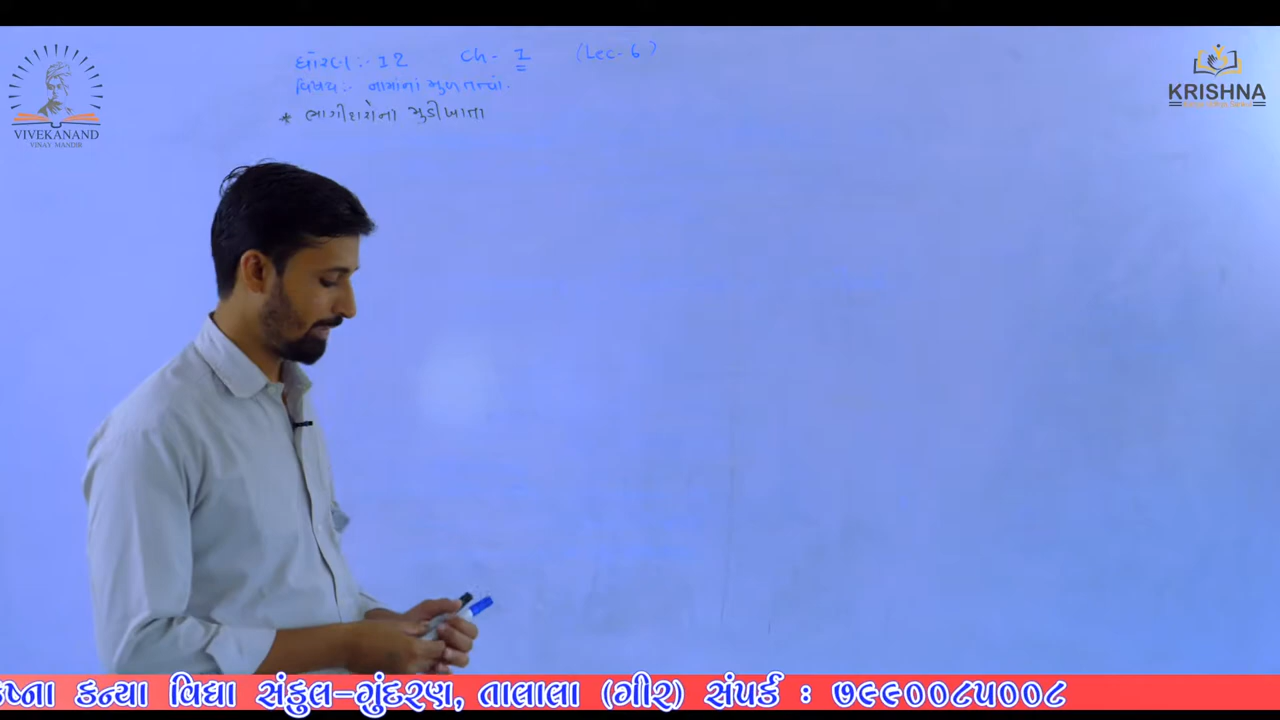 ધોરણ :- 12 Ch- 1 (Lec- 6)
વિષય :- નામાંનાં મૂળતત્વો.
* ભાગીદારોના મૂડીખાતા
VIVEKANAND
VINAY MANDIR
KRISHNA
ષ્ના કન્યા વિદ્યા સંકુલ-ગુંદરણ, તાલાલા (ગીર) સંપર્ક : ૭૯૯૦૦૮૫૦૦૮